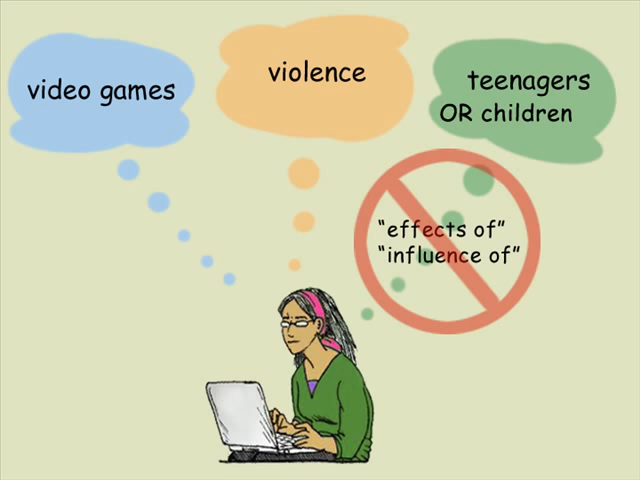 video games
violence
teenagers
OR children
“effects of”
“influence of”